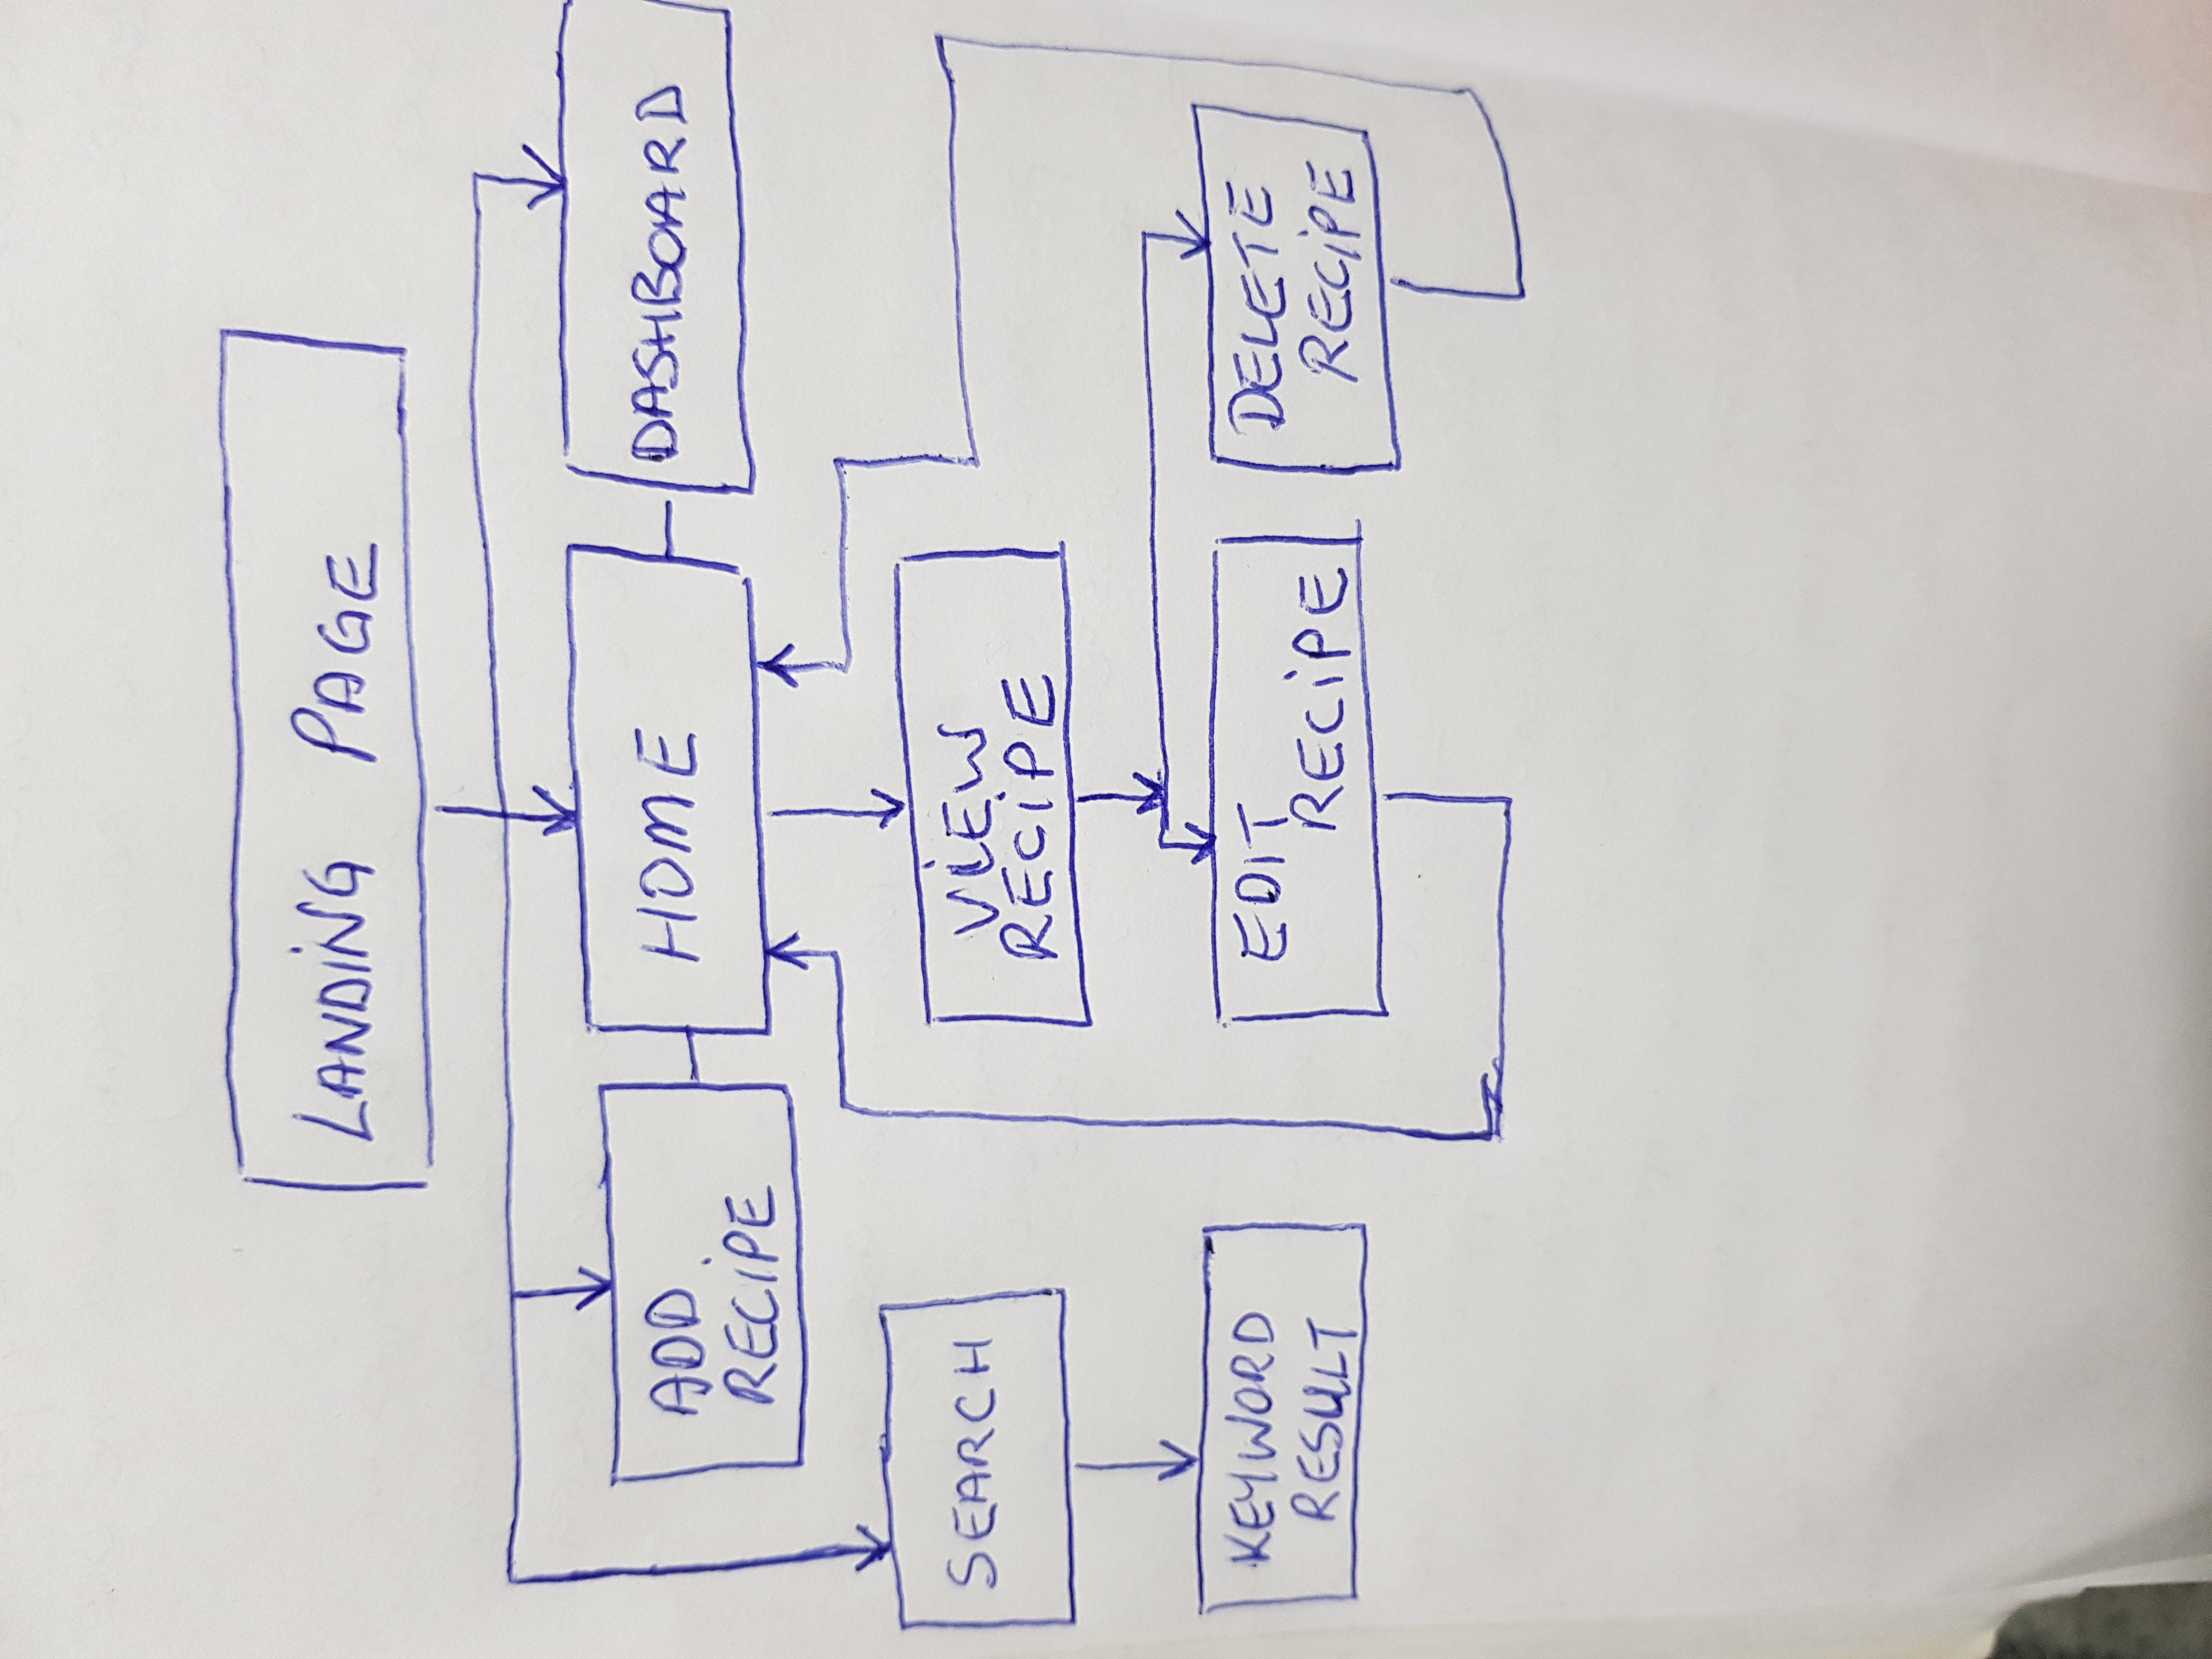 LANDING PAGE
ADD
RECIPE
HOME
DASHBOARD
SEARCH
VIEW
RECIPE
KEYWORD
RESULT
EDIT
RECIPE
DELETE
RECIPE